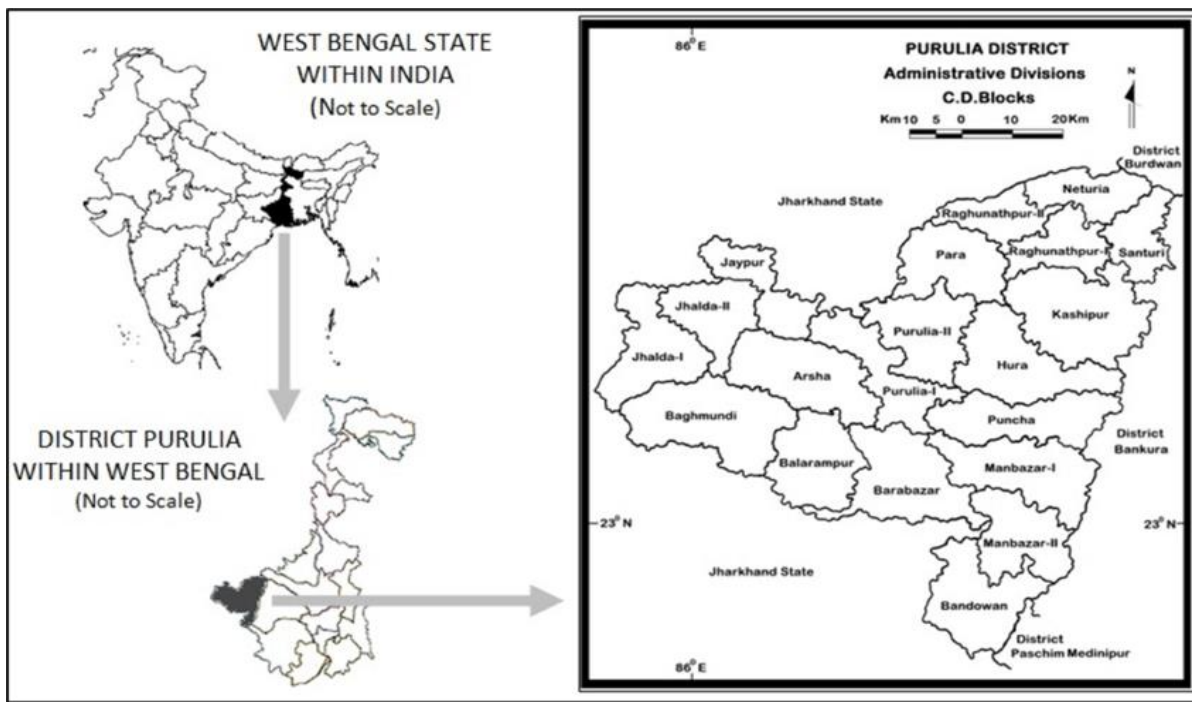 WEST BENGAL STATE
WITHIN INDIA
(Not to Scale)
DISTRICT PURULIA
WITHIN WEST BENGAL
(Not to Scale)
86°E
PURULIA DISTRICT
Administrative Divisions
C.D.Blocks
N
Km 10 5 0 10 20 Km
District
Burdwan
Jharkhand State
Neturia
Raghunathpur-II
Para
Raghunathpur-I
Santuri
Jaypur
Jhalda-II
Kashipur
Purulia-II
Jhalda-I
Arsha
Hura
Purulia-I
Baghmundi
Puncha
District
Bankura
Balarampur
Manbazar-I
Barabazar
23°N
23°N
Manbazar-II
Jharkhand State
Bandowan
District
Paschim Medinipur
86°E